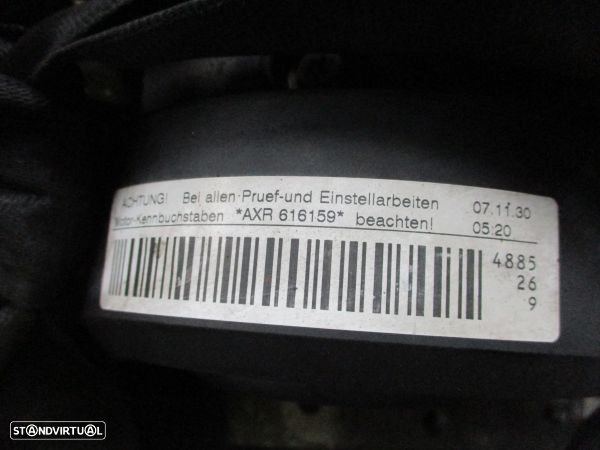 ACHTUNG! Bei allen Pruef-und Einstellarbeiten 07.11.30
Motor-Kennbuchstaben *AXR 616159* beachten! 05:20
4885
26
9
STANDVIRTUAL